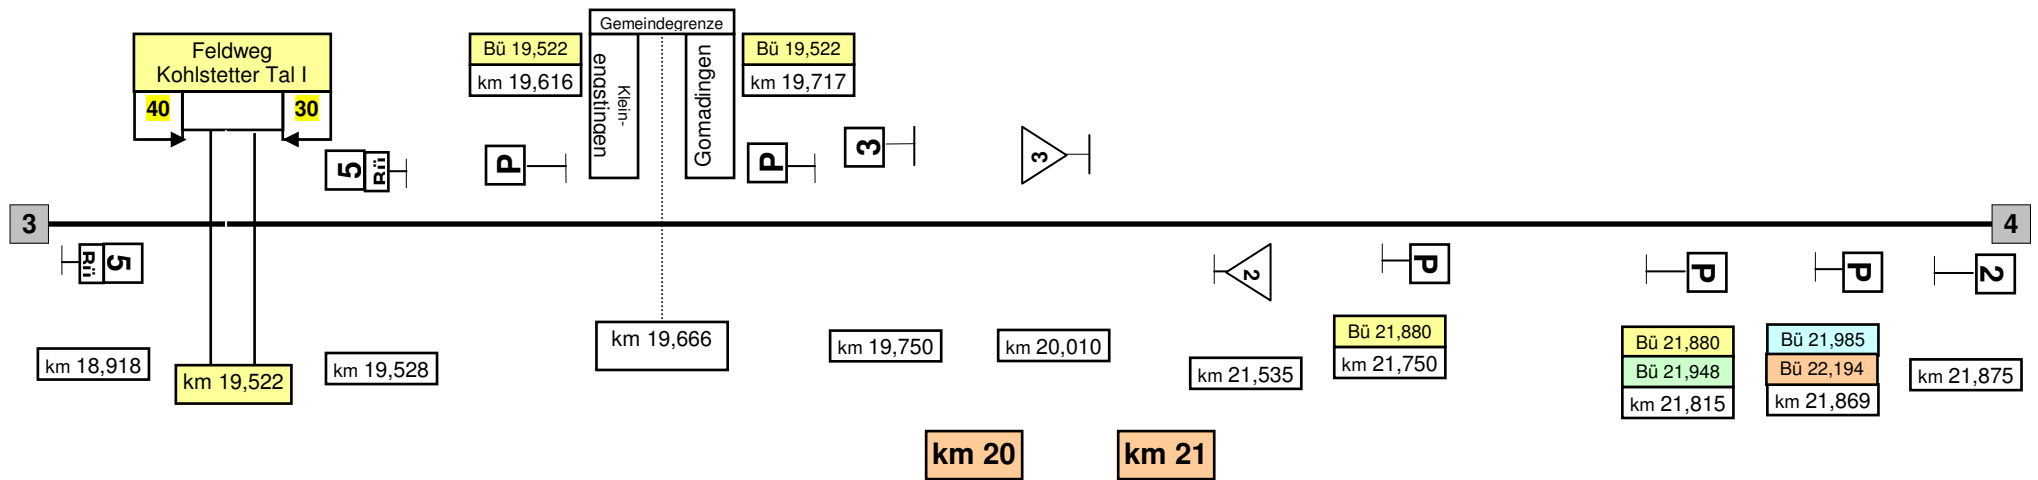 Gemeindegrenze
Feldweg
Kohlstetter Tal I
40
30
Bü 19,522
km 19,616
Klein-
engstingen
Gomadingen
Bü 19,522
km 19,717
5
Rü
P
P
3
3
3
4
Rü
5
2
P
P
P
2
km 18,918
km 19,522
km 19,528
km 19,666
km 19,750
km 20,010
km 21,535
Bü 21,880
km 21,750
Bü 21,880
Bü 21,948
km 21,815
Bü 21,985
Bü 22,194
km 21,869
km 21,875
km 20
km 21